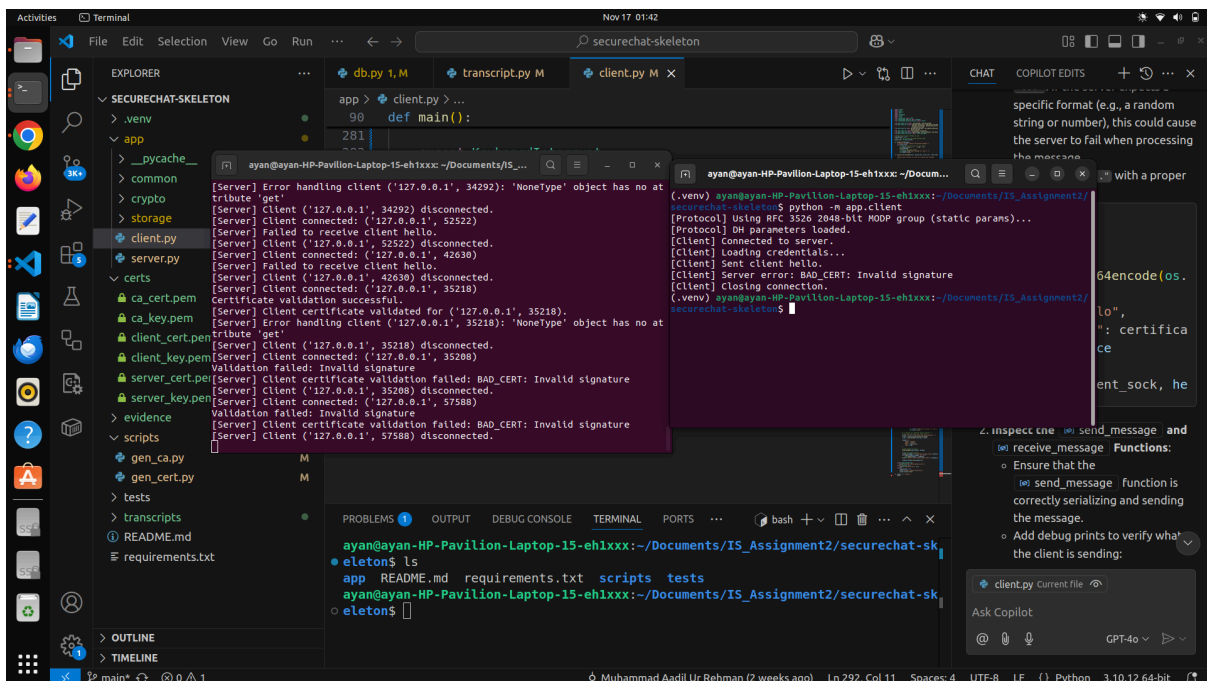 Activities
Terminal
Nov 17 01:42
File Edit Selection View Go Run ...
securechat-skeleton
EXPLORER ...
SECURECHAT-SKELETON
> .venv
app
> __pycache__
> common
> crypto
> storage
client.py
server.py
certs
ca_cert.pem
ca_key.pem
client_cert.pem
client_key.pem
server_cert.pe
server_key.pen
> evidence
scripts
gen_ca.py M
gen_cert.py M
> tests
> transcripts
README.md
requirements.txt
> OUTLINE
> TIMELINE
3K+
5
1
db.py 1, M
transcript.py M
client.py M ×
app > client.py > ...
90 def main():
281
ayan@ayan-HP-Pavilion-Laptop-15-eh1xxx: ~/Documents/IS_...
[Server] Error handling client ('127.0.0.1', 34292): 'NoneType' object has no at
tribute 'get'
[Server] Client ('127.0.0.1', 34292) disconnected.
[Server] Client connected: ('127.0.0.1', 52522)
[Server] Failed to receive client hello.
[Server] Client ('127.0.0.1', 52522) disconnected.
[Server] Client connected: ('127.0.0.1', 42630)
[Server] Failed to receive client hello.
[Server] Client ('127.0.0.1', 42630) disconnected.
[Server] Client connected: ('127.0.0.1', 35218)
Certificate validation successful.
[Server] Client certificate validated for ('127.0.0.1', 35218).
[Server] Error handling client ('127.0.0.1', 35218): 'NoneType' object has no at
tribute 'get'
[Server] Client ('127.0.0.1', 35218) disconnected.
[Server] Client connected: ('127.0.0.1', 35208)
Validation failed: Invalid signature
[Server] Client certificate validation failed: BAD_CERT: Invalid signature
[Server] Client ('127.0.0.1', 35208) disconnected.
[Server] Client connected: ('127.0.0.1', 57588)
Validation failed: Invalid signature
[Server] Client certificate validation failed: BAD_CERT: Invalid signature
[Server] Client ('127.0.0.1', 57588) disconnected.
ayan@ayan-HP-Pavilion-Laptop-15-eh1xxx: ~/Docum...
(.venv) ayan@ayan-HP-Pavilion-Laptop-15-eh1xxx:~/Documents/IS_Assignment2/
securechat-skeleton$ python -m app.client
[Protocol] Using RFC 3526 2048-bit MODP group (static params)...
[Protocol] DH parameters loaded.
[Client] Connected to server.
[Client] Loading credentials...
[Client] Sent client hello.
[Client] Server error: BAD_CERT: Invalid signature
[Client] Closing connection.
(.venv) ayan@ayan-HP-Pavilion-Laptop-15-eh1xxx:~/Documents/IS_Assignment2/
securechat-skeleton$
PROBLEMS 1 OUTPUT DEBUG CONSOLE TERMINAL PORTS ... bash
ayan@ayan-HP-Pavilion-Laptop-15-eh1xxx:~/Documents/IS_Assignment2/securechat-sk
eleton$ ls
app README.md requirements.txt scripts tests
ayan@ayan-HP-Pavilion-Laptop-15-eh1xxx:~/Documents/IS_Assignment2/securechat-sk
eleton$
CHAT COPILOT EDITS
specific format (e.g., a random
string or number), this could cause
the server to fail when processing
the message.
with a proper
64encode(os.
lo",
": certifica
ce
ent_sock, he
2. Inspect the send_message and
receive_message Functions:
Ensure that the
send_message function is
correctly serializing and sending
the message.
Add debug prints to verify what
the client is sending:
client.py Current file
Ask Copilot
GPT-4o
main* 0 1
Muhammad Aadil Ur Rehman (2 weeks ago) Ln 292, Col 11 Spaces: 4 UTF-8 LF {} Python 3.10.12 64-bit